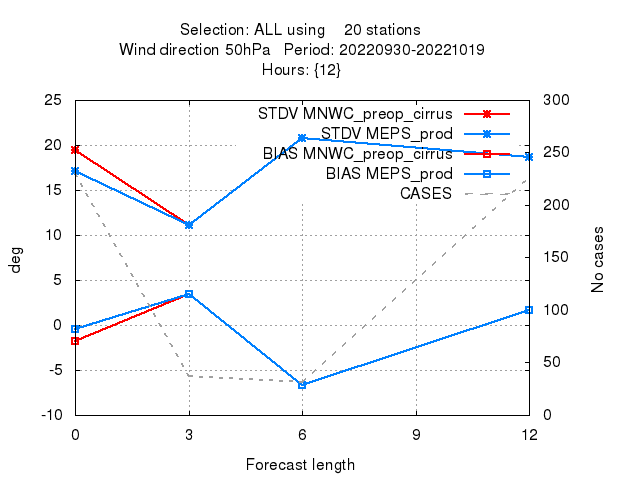 Selection: ALL using    20 stations
Wind direction 50hPa   Period: 20220930-20221019
Hours: {12}
STDV MNWC_preop_cirrus
STDV MEPS_prod
BIAS MNWC_preop_cirrus
BIAS MEPS_prod
CASES
25
20
15
10
5
0
-5
-10
deg
300
250
200
150
100
50
0
No cases
0 3 6 9 12
Forecast length